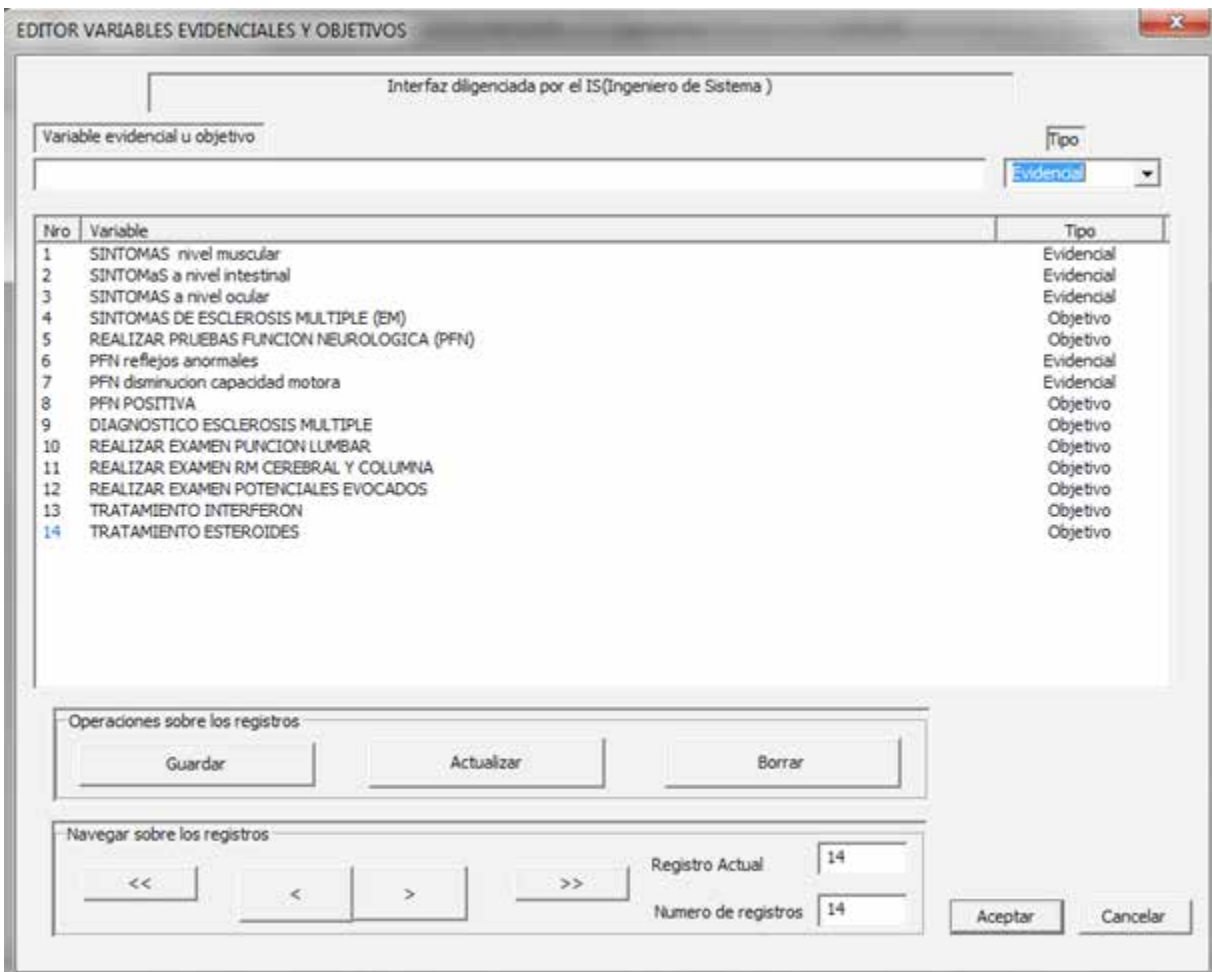 EDITOR VARIABLES EVIDENCIALES Y OBJETIVOS
x
Interfaz diligenciada por el IS(Ingeniero de Sistema )
Variable evidencial u objetivo Tipo
Evidencial
Nro Variable Tipo
1 SINTOMAS nivel muscular Evidencial
2 SINTOMaS a nivel intestinal Evidencial
3 SINTOMAS a nivel ocular Evidencial
4 SINTOMAS DE ESCLEROSIS MULTIPLE (EM) Objetivo
5 REALIZAR PRUEBAS FUNCION NEUROLOGICA (PFN) Objetivo
6 PFN reflejos anormales Evidencial
7 PFN disminucion capacidad motora Evidencial
8 PFN POSITIVA Objetivo
9 DIAGNOSTICO ESCLEROSIS MULTIPLE Objetivo
10 REALIZAR EXAMEN PUNCION LUMBAR Objetivo
11 REALIZAR EXAMEN RM CEREBRAL Y COLUMNA Objetivo
12 REALIZAR EXAMEN POTENCIALES EVOCADOS Objetivo
13 TRATAMIENTO INTERFERON Objetivo
14 TRATAMIENTO ESTEROIDES Objetivo
Operaciones sobre los registros
Guardar Actualizar Borrar
Navegar sobre los registros
<< < > >>
Registro Actual 14
Numero de registros 14
Aceptar Cancelar